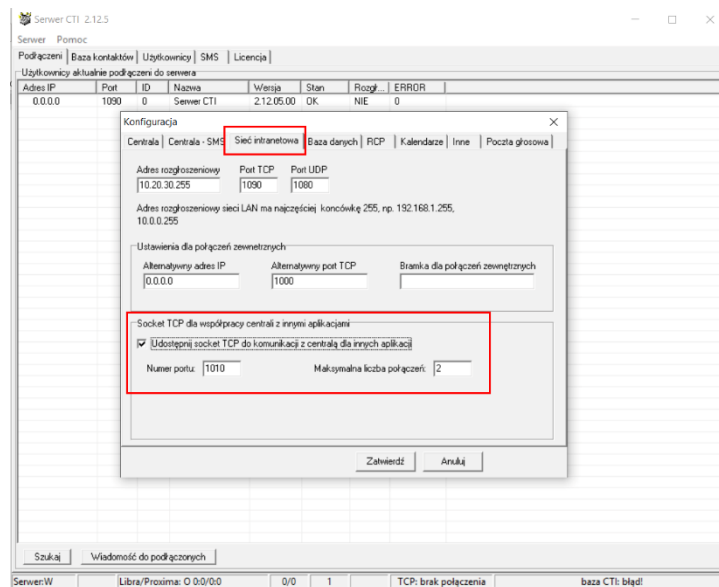 Serwer CTI 2.12.5
Serwer Pomoc
Podłączeni Baza kontaktów Użytkownicy SMS Licencja
Użytkownicy aktualnie podłączeni do serwera
Adres IP Port ID Nazwa Wersja Stan Rozgł... ERROR
0.0.0.0 1090 0 Serwer CTI 2.12.05.00 OK NIE 0
Konfiguracja
Centrala Centrala - SMS Sieć intranetowa Baza danych RCP Kalendarze Inne Poczta głosowa
Adres rozgłoszeniowy Port TCP Port UDP
10.20.30.255 1090 1080
Adres rozgłoszeniowy sieci LAN ma najczęściej końcówkę 255, np. 192.168.1.255,
10.0.0.255
Ustawienia dla połączeń zewnetrznych
Alternatywny adres IP Alternatywny port TCP Bramka dla połączeń zewnętrznych
0.0.0.0 1000
Socket TCP dla współpracy centrali z innymi aplikacjami
Udostępnij socket TCP do komunikacji z centralą dla innych aplikacji
Numer portu: 1010 Maksymalna liczba połączeń: 2
Zatwierdź Anuluj
Szukaj Wiadomość do podłączonych
Serwer:W Libra/Proxima: O 0:0/0:0 0/0 1 TCP: brak połączenia baza CTI: błąd!